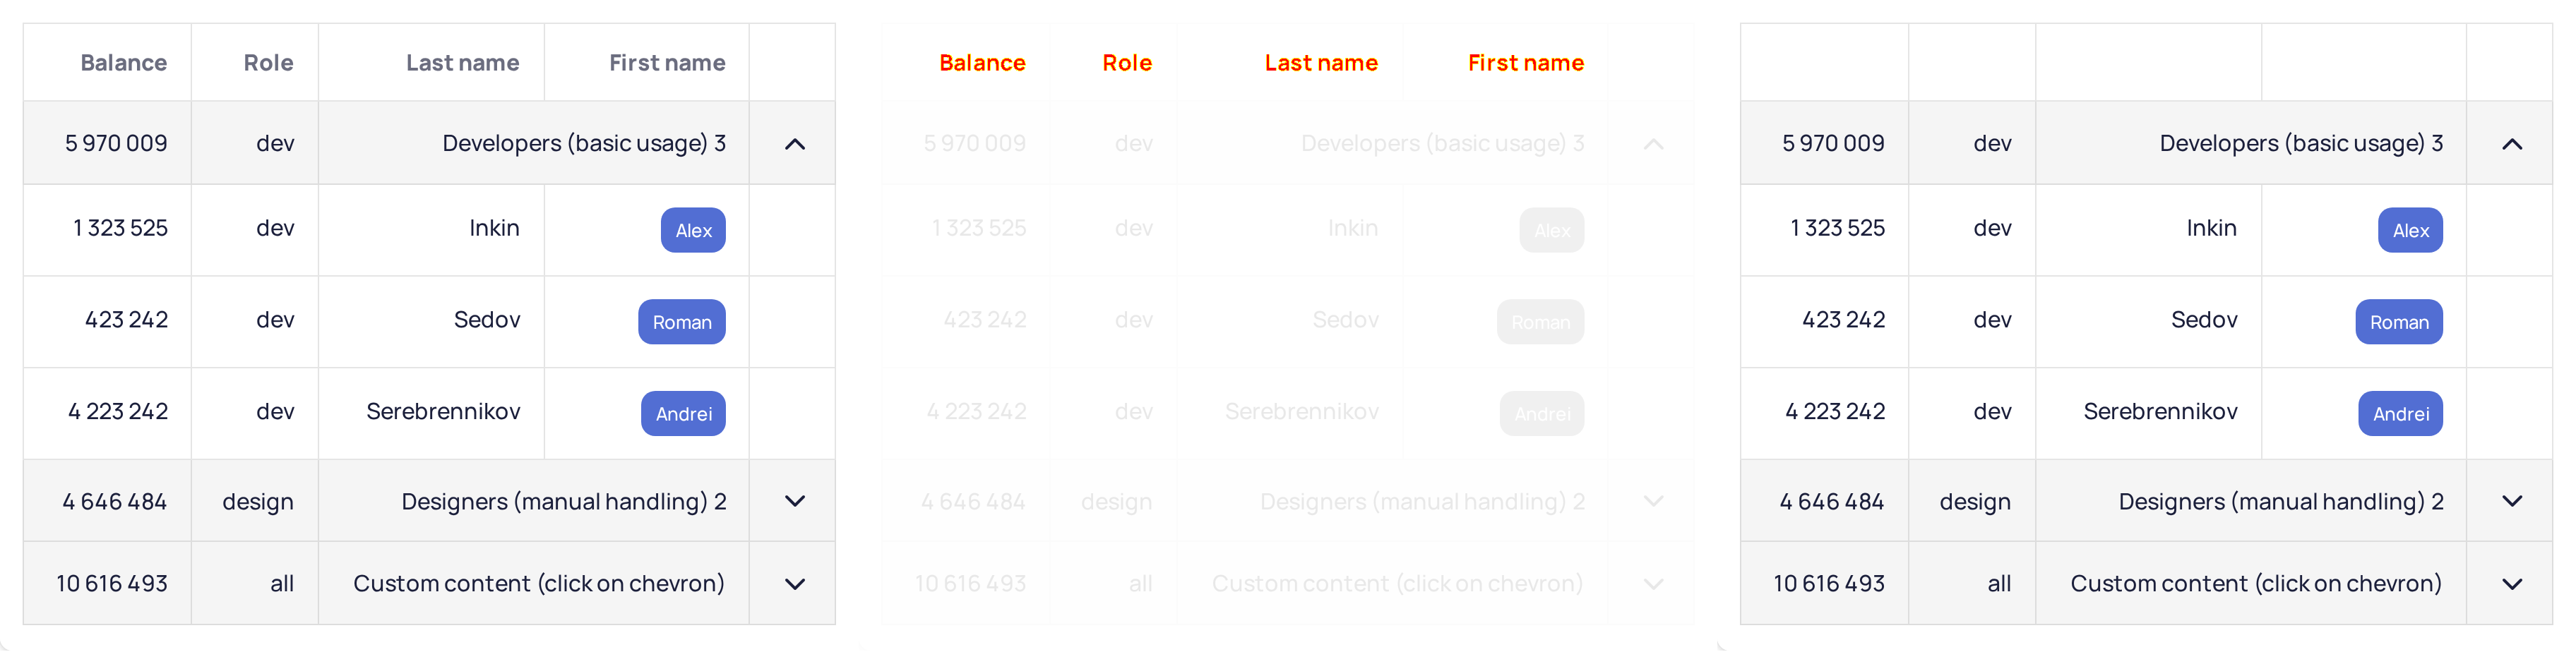 Balance Role Last name First name
5 970 009 dev Developers (basic usage) 3
1 323 525 dev Inkin Alex
423 242 dev Sedov Roman
4 223 242 dev Serebrennikov Andrei
4 646 484 design Designers (manual handling) 2
10 616 493 all Custom content (click on chevron)
Balance Role Last name First name
5 970 009 dev Developers (basic usage) 3
1 323 525 dev Inkin Alex
423 242 dev Sedov Roman
4 223 242 dev Serebrennikov Andrei
4 646 484 design Designers (manual handling) 2
10 616 493 all Custom content (click on chevron)
5 970 009 dev Developers (basic usage) 3
1 323 525 dev Inkin Alex
423 242 dev Sedov Roman
4 223 242 dev Serebrennikov Andrei
4 646 484 design Designers (manual handling) 2
10 616 493 all Custom content (click on chevron)